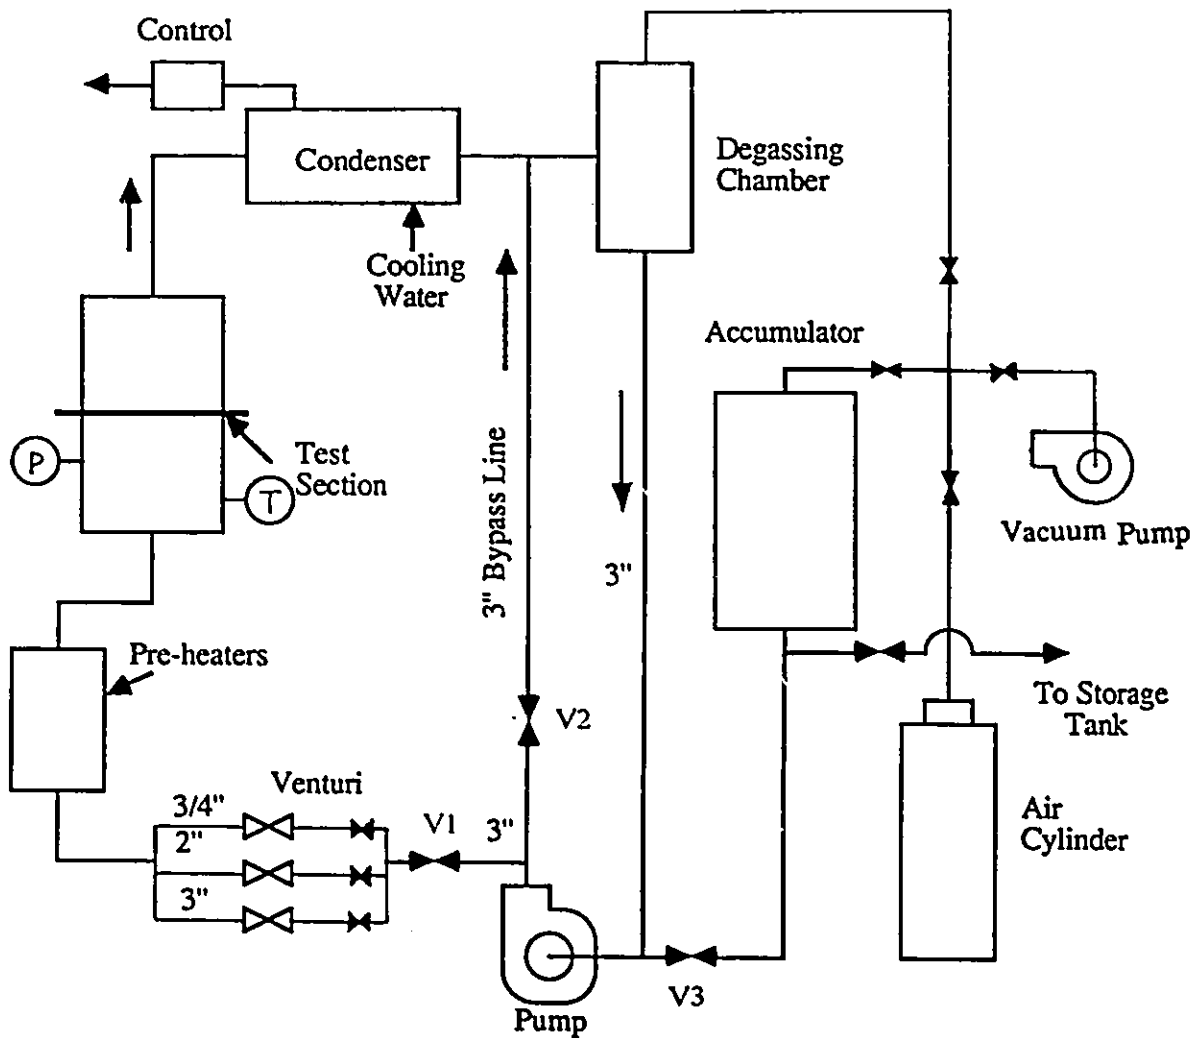 Control
Condenser
Degassing
Chamber
Cooling
Water
Accumulator
P
Test
Section
T
3" Bypass Line
3"
Vacuum Pump
Pre-heaters
To Storage
Tank
V2
Venturi
3/4"
2"
3"
V1
3"
Air
Cylinder
V3
Pump